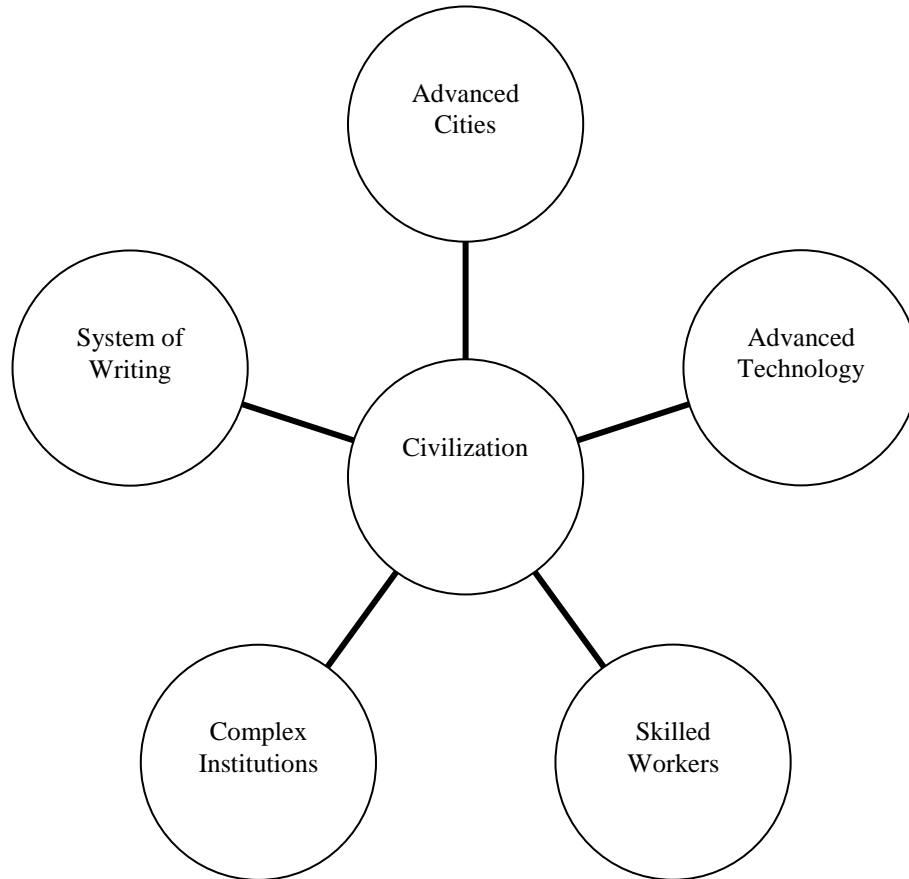 Advanced
Cities
System of
Writing
Advanced
Technology
Civilization
Complex
Institutions
Skilled
Workers